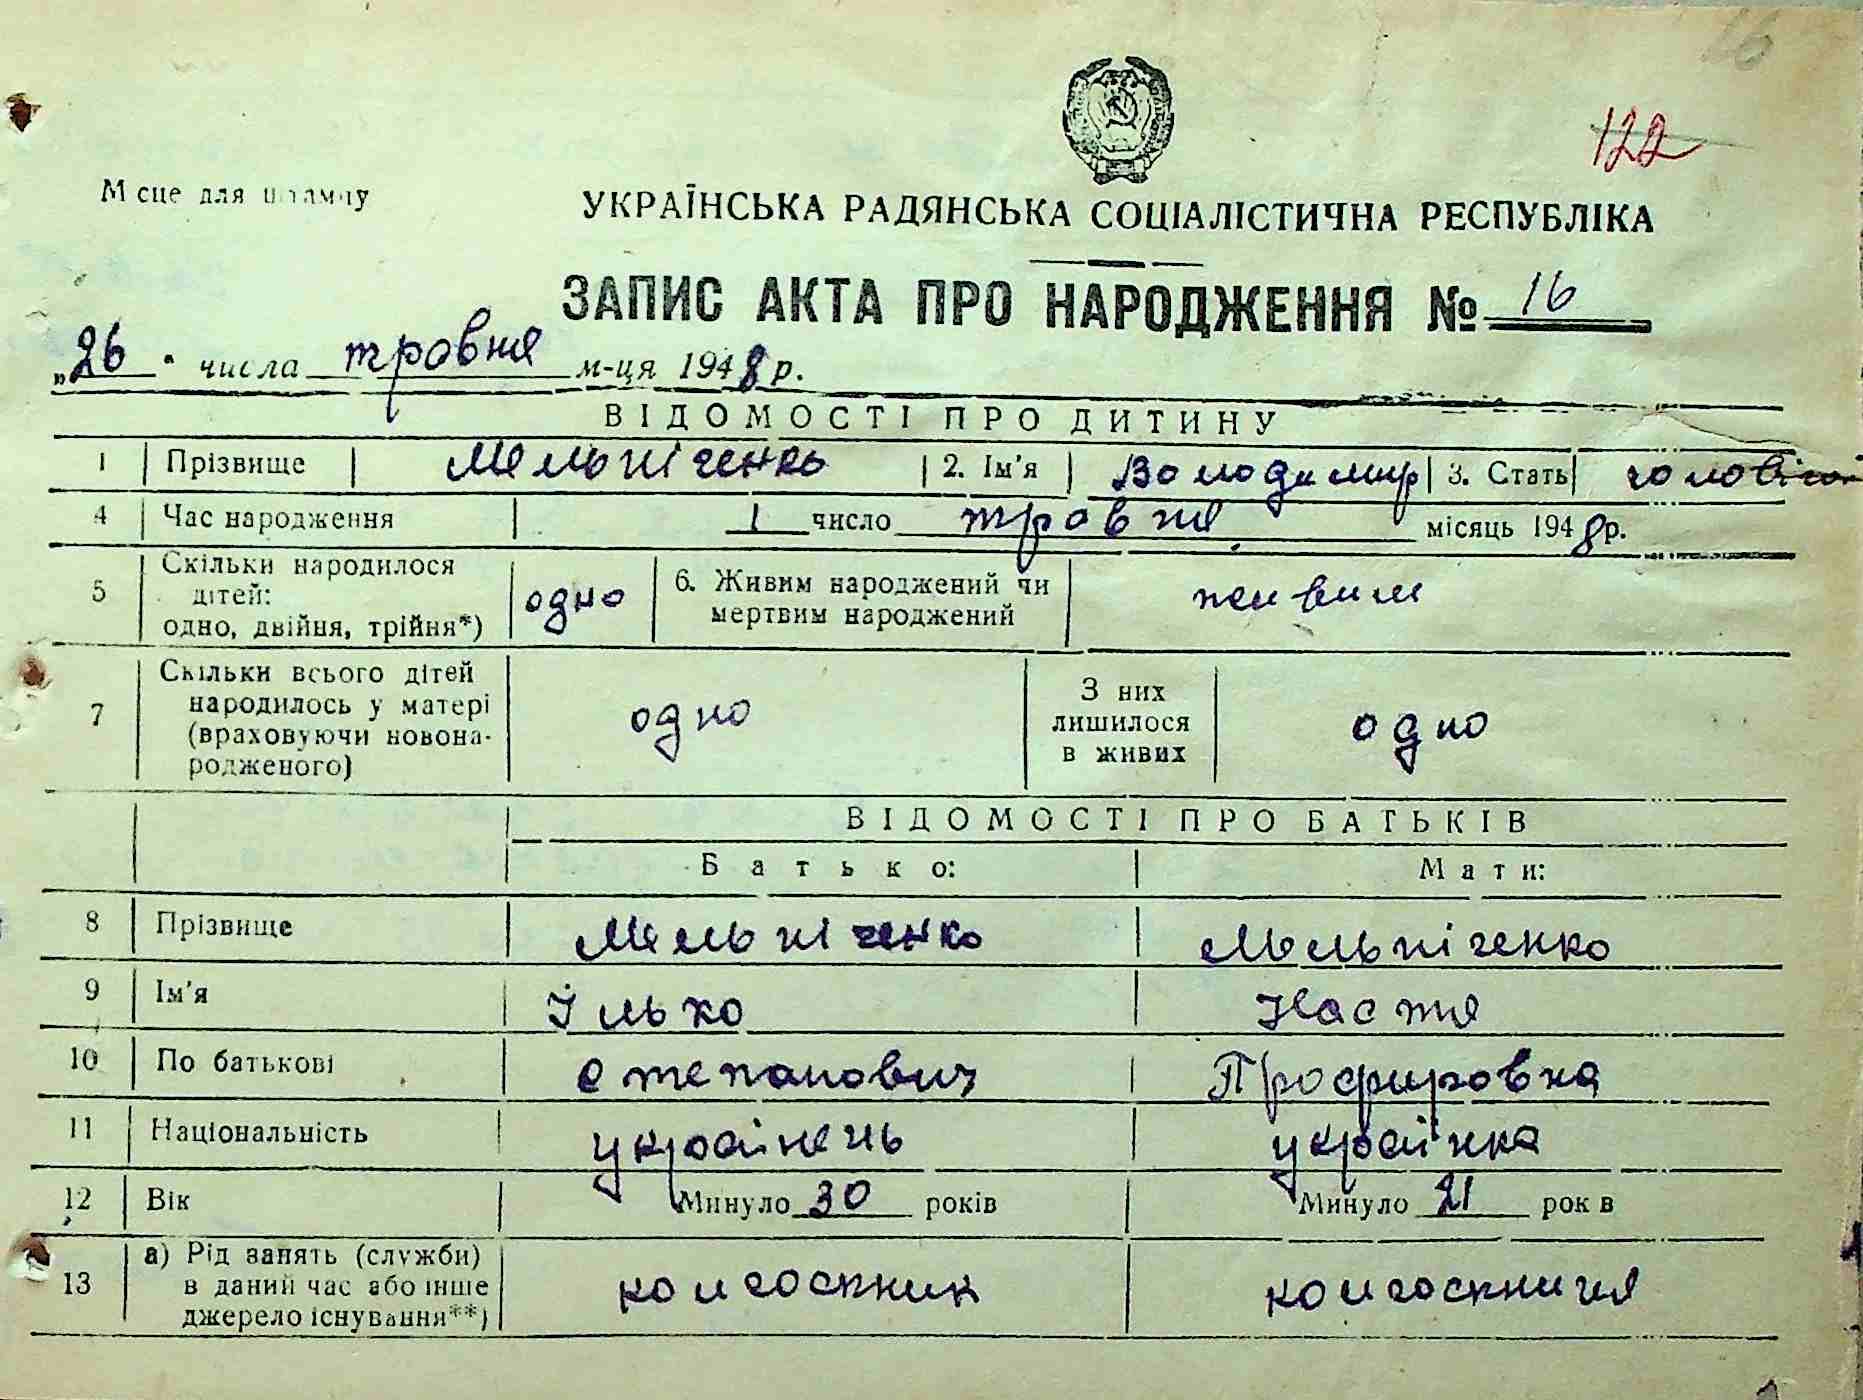 122
Місце для штампу
УКРАЇНСЬКА РАДЯНСЬКА СОЦІАЛІСТИЧНА РЕСПУБЛІКА
ЗАПИС АКТА ПРО НАРОДЖЕННЯ № 16
„26" числа травня м-ця 1948 р.
ВІДОМОСТІ ПРО ДИТИНУ
1 Прізвище Мельніченко 2. Ім'я Володимир 3. Стать
4 Час народження 1 число травня місяць 1948 р.
5 Скільки народилося дітей: одно, двійня, трійня*) одно 6. Живим народжений чи мертвим народжений живим
7 Скільки всього дітей народилось у матері (враховуючи новонародженого) одно З них лишилося в живих одно
ВІДОМОСТІ ПРО БАТЬКІВ
Батько: Мати:
8 Прізвище Мельніченко Мельніченко
9 Ім'я Ілько Настя
10 По батькові Степанович Профировна
11 Національність українець українка
12 Вік Минуло 30 років Минуло 21 років
13 а) Рід занять (служби) в даний час або інше джерело існування**) колгоспник колгоспниця